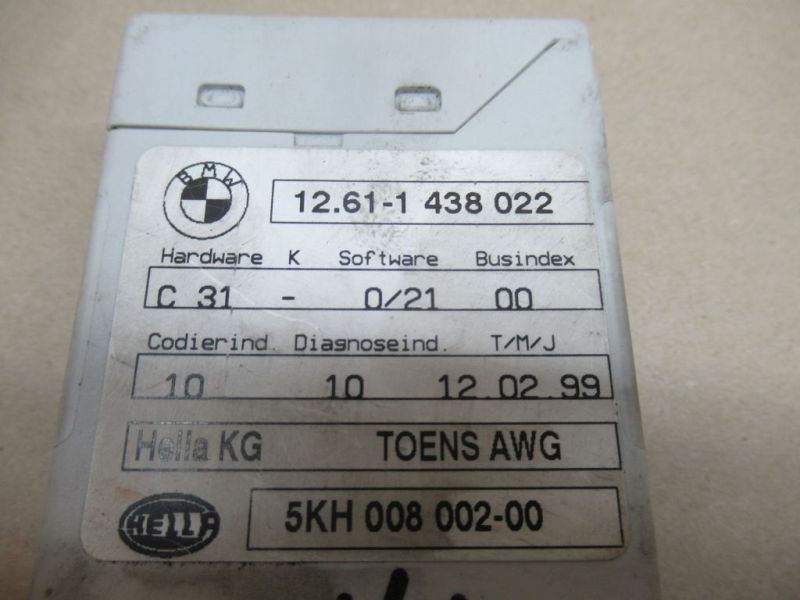 BMW
12.61-1 438 022
Hardware K Software Busindex
C 31 - 0/21 00
Codierind. Diagnoseind. T/M/J
10 10 12.02.99
Hella KG TOENS AWG
HELLA 5KH 008 002-00